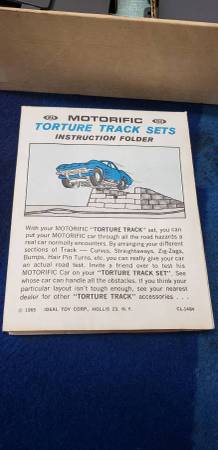 MOTORIFIC
TORTURE TRACK SETS
INSTRUCTION FOLDER
With your MOTORIFIC "TORTURE TRACK" set, you can
put your MOTORIFIC car through all the road hazards a
real car normally encounters. By arranging your different
sections of Track — Curves, Straightaways, Zig-Zags,
Bumps, Hair Pin Turns, etc. you can really give your car
an actual road test. Invite a friend over to test his
MOTORIFIC Car on your "TORTURE TRACK SET". See
whose car can handle all the obstacles. If you think your
particular layout isn't tough enough, see your nearest
dealer for other "TORTURE TRACK" accessories . . .
© 1965 IDEAL TOY CORP., HOLLIS 23, N. Y.